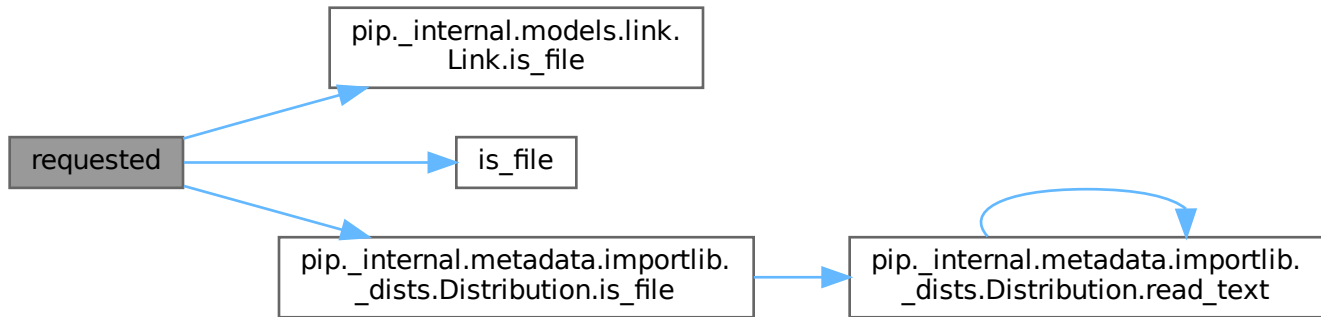 pip._internal.models.link.
Link.is_file
requested
is_file
pip._internal.metadata.importlib.
_dists.Distribution.is_file
pip._internal.metadata.importlib.
_dists.Distribution.read_text